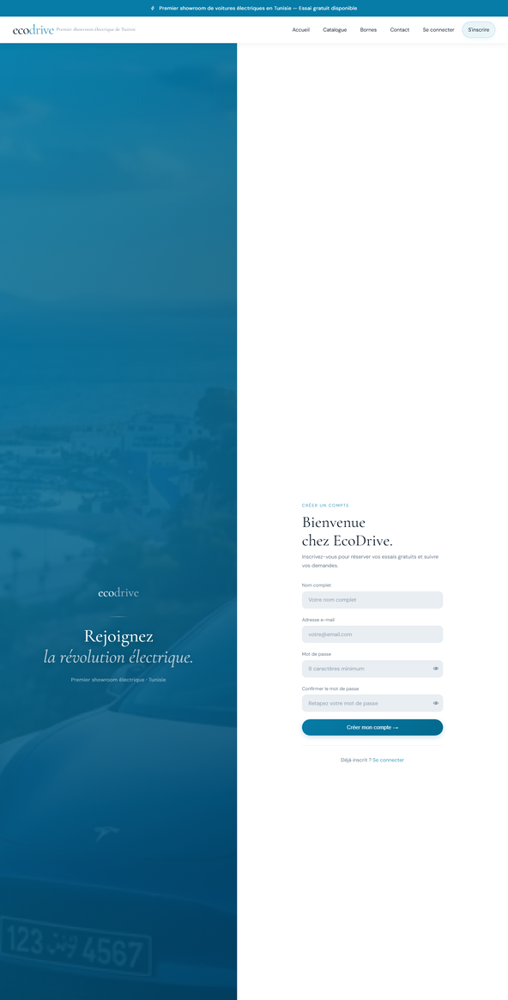 Premier showroom de voitures électriques en Tunisie — Essai gratuit disponible
ecodrive Premier showroom électrique de Tunisie
Accueil Catalogue Bornes Contact Se connecter S'inscrire
ecodrive
Rejoignez
la révolution électrique.
Premier showroom électrique · Tunisie
123 تونس 4567
CRÉER UN COMPTE
Bienvenue
chez EcoDrive.
Inscrivez-vous pour réserver vos essais gratuits et suivre
vos demandes.
Nom complet
Votre nom complet
Adresse e-mail
votre@email.com
Mot de passe
8 caractères minimum
Confirmer le mot de passe
Retapez votre mot de passe
Créer mon compte →
Déjà inscrit ? Se connecter